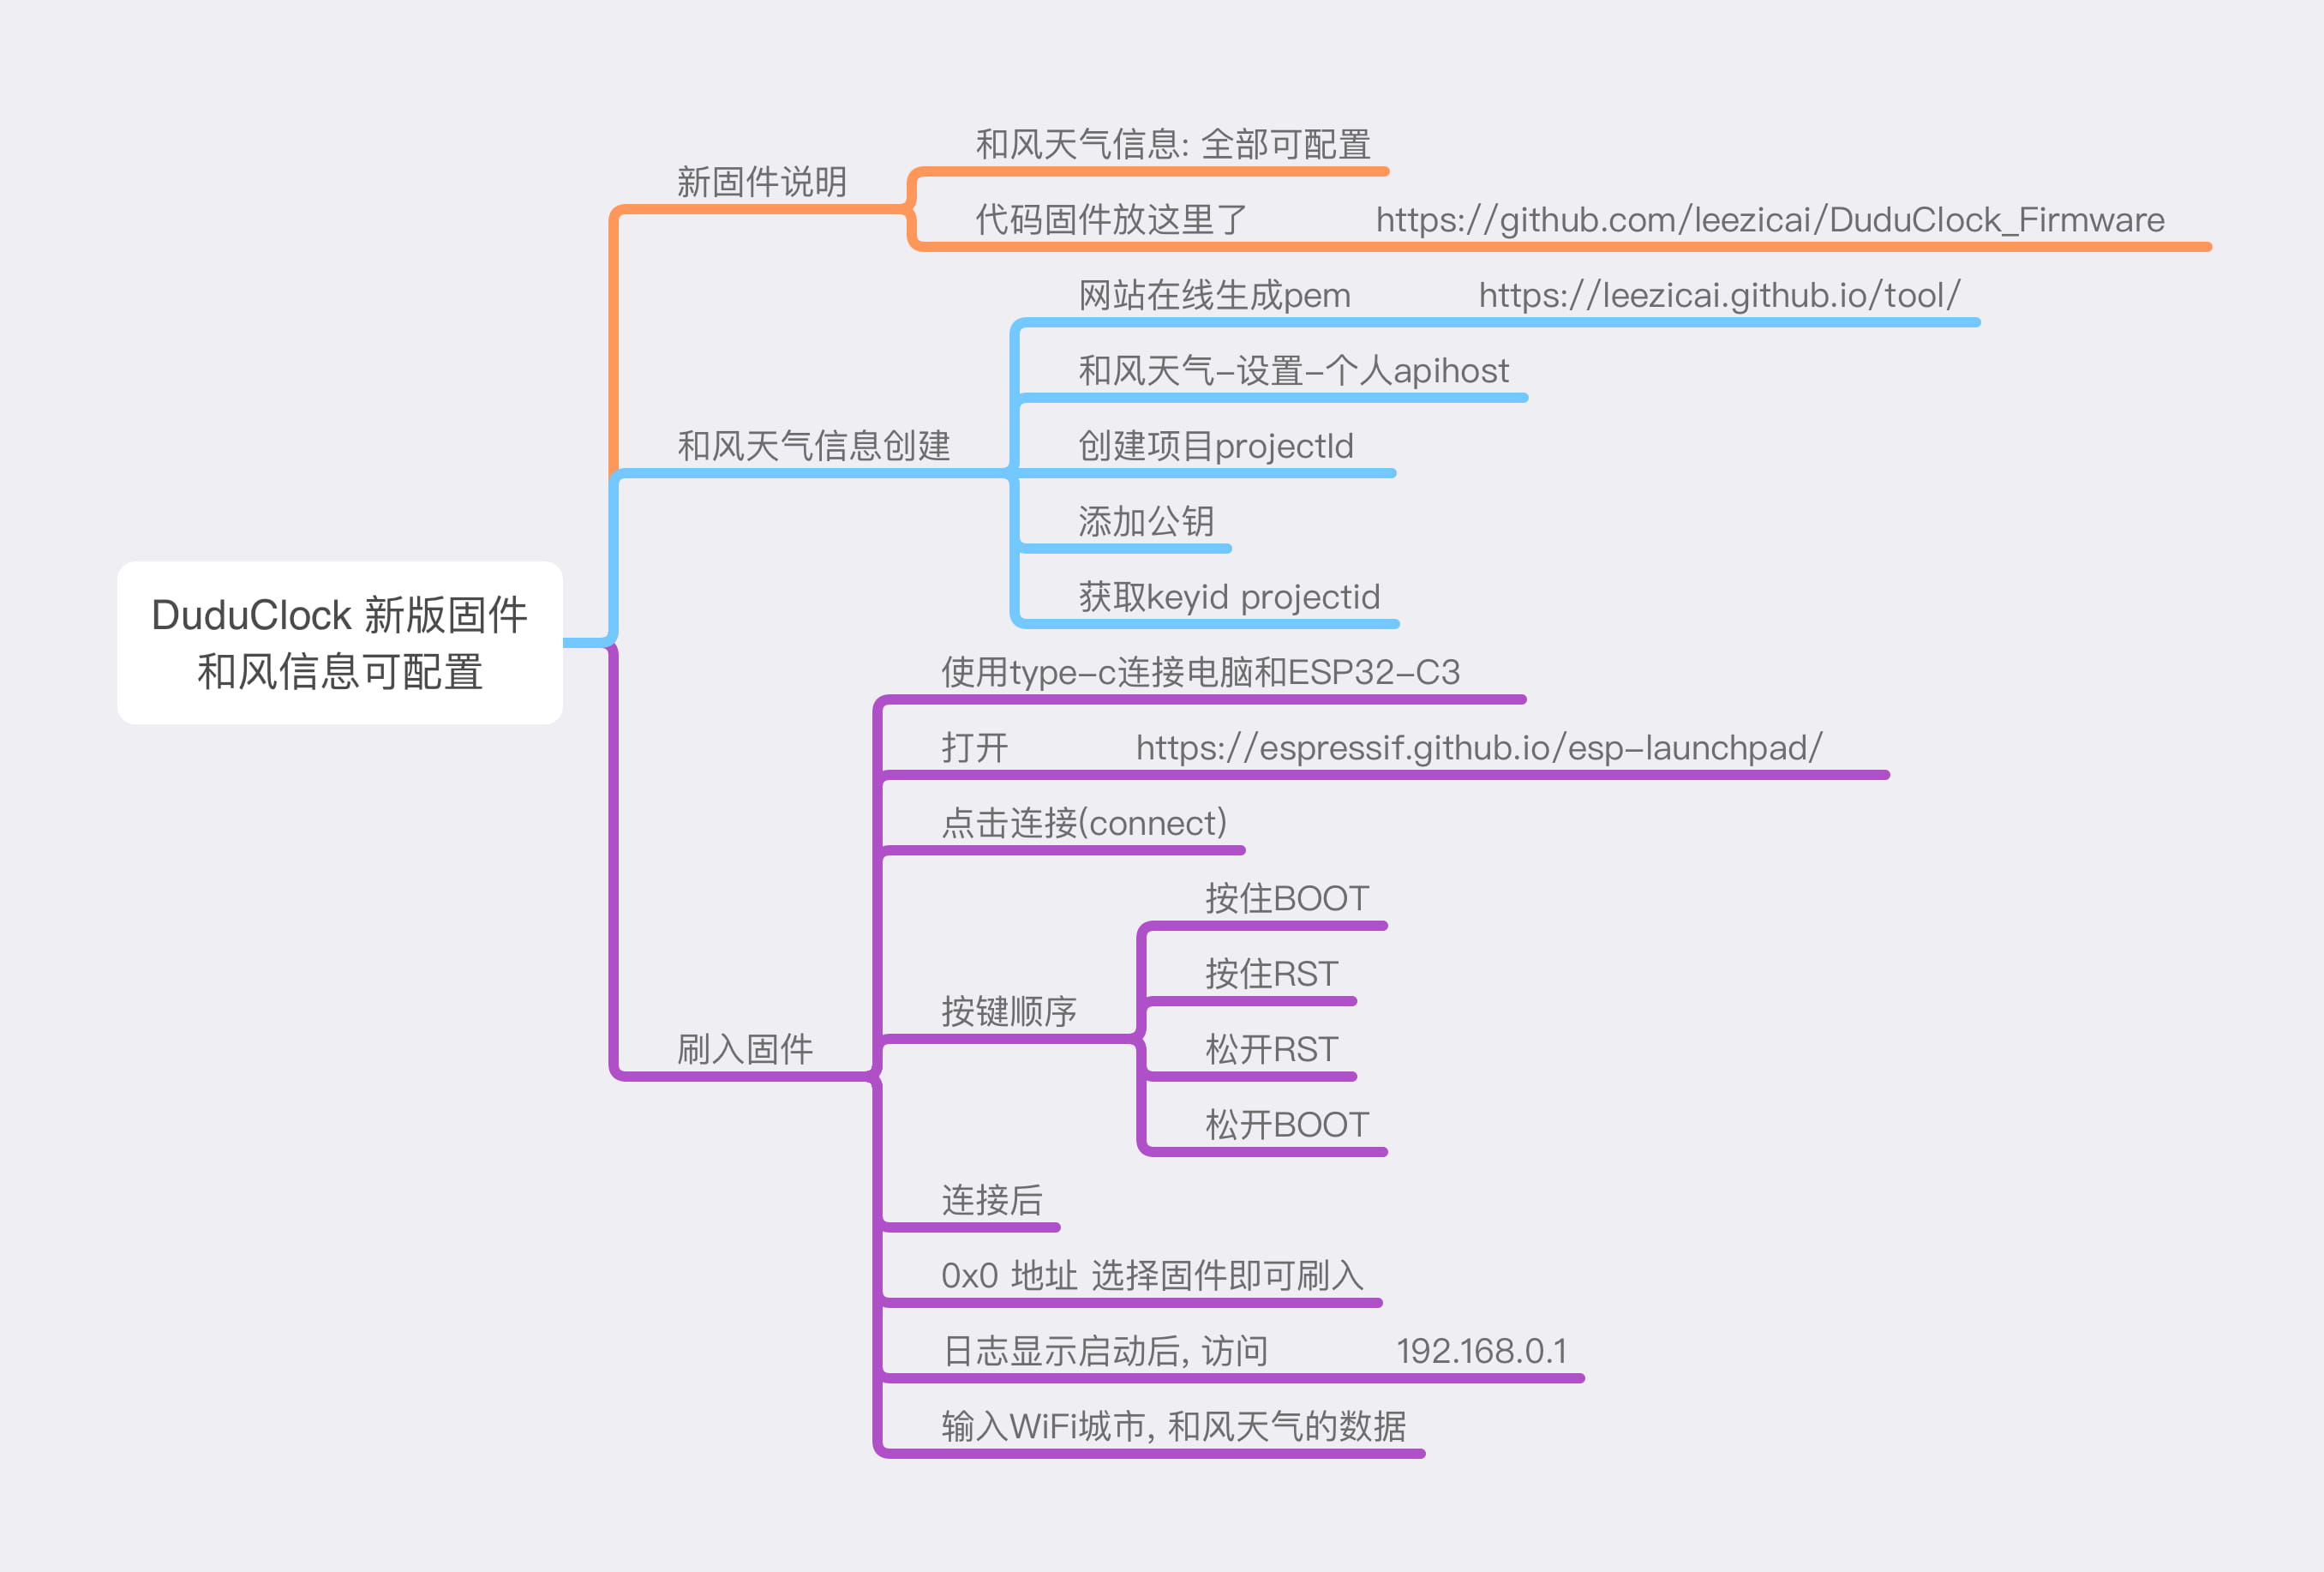 DuduClock 新版固件
和风信息可配置
新固件说明
和风天气信息: 全部可配置
代码固件放这里了 https://github.com/leezicai/DuduClock_Firmware
和风天气信息创建
网站在线生成pem https://leezicai.github.io/tool/
和风天气-设置-个人apihost
创建项目projectId
添加公钥
获取keyid projectid
刷入固件
使用type-c连接电脑和ESP32-C3
打开 https://espressif.github.io/esp-launchpad/
点击连接(connect)
按键顺序
按住BOOT
按住RST
松开RST
松开BOOT
连接后
0x0 地址 选择固件即可刷入
日志显示启动后, 访问 192.168.0.1
输入WiFi城市, 和风天气的数据